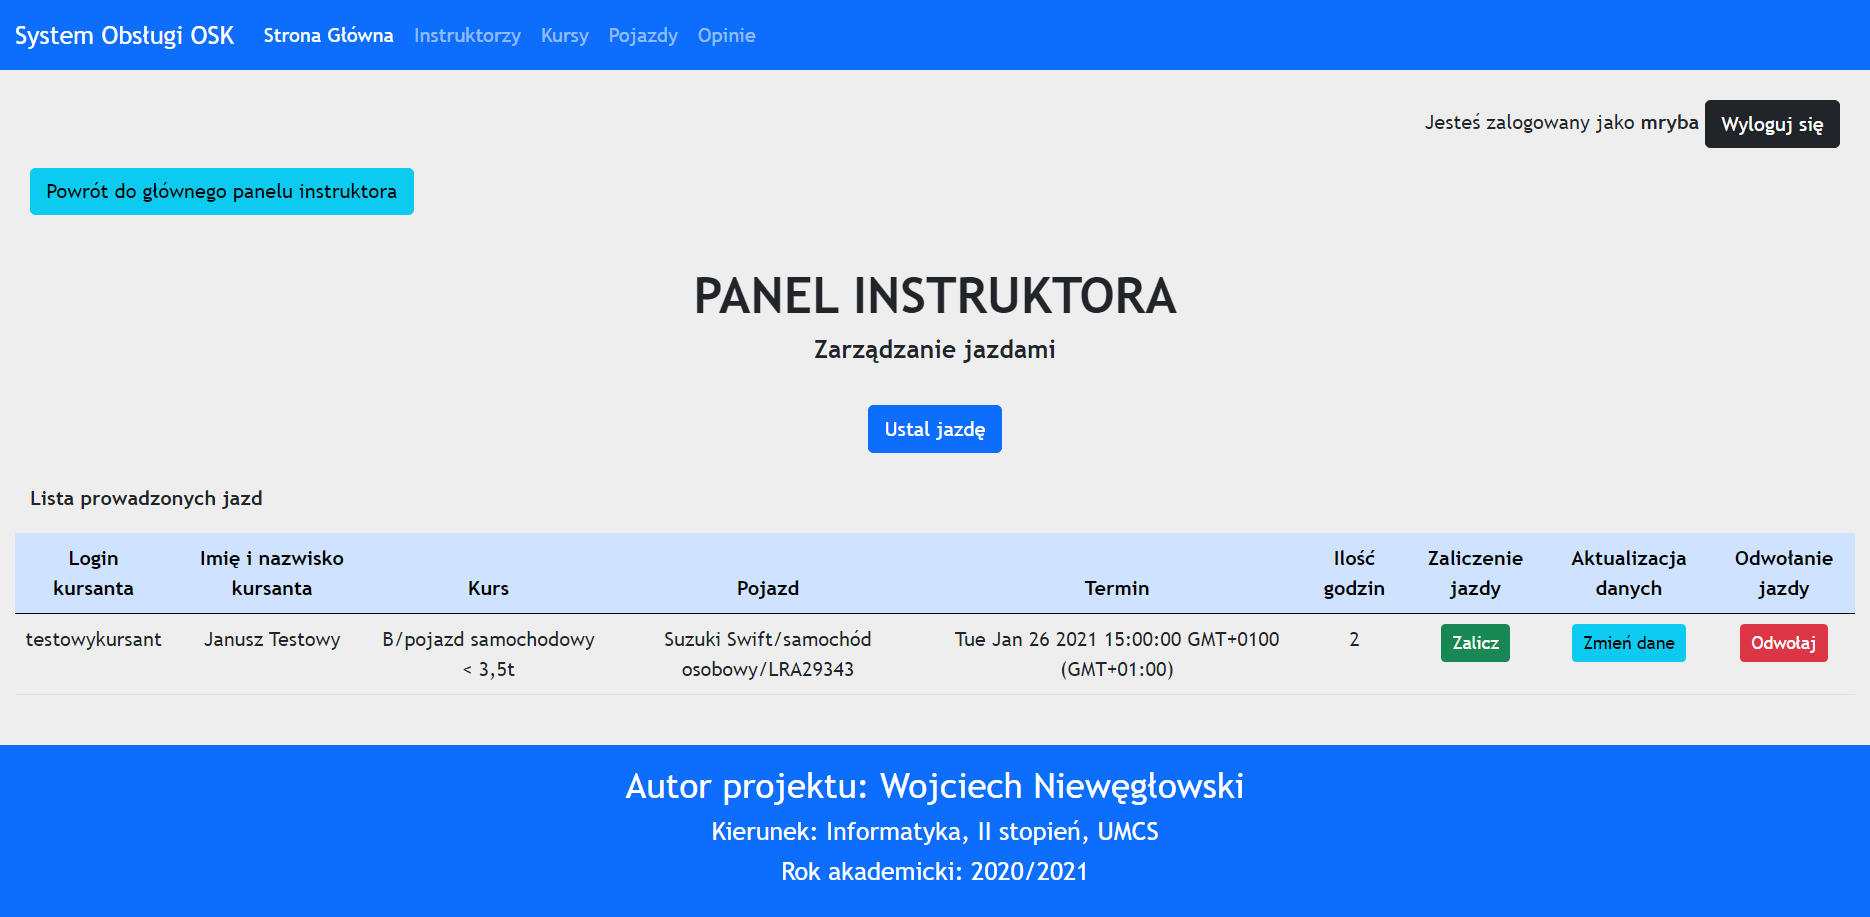 System Obsługi OSK Strona Główna Instruktorzy Kursy Pojazdy Opinie
Jesteś zalogowany jako mryba Wyloguj się
Powrót do głównego panelu instruktora
PANEL INSTRUKTORA
Zarządzanie jazdami
Ustal jazdę
Lista prowadzonych jazd
Login Imię i nazwisko Ilość Zaliczenie Aktualizacja Odwołanie
kursanta kursanta Kurs Pojazd Termin godzin jazdy danych jazdy
testowykursant Janusz Testowy B/pojazd samochodowy Suzuki Swift/samochód Tue Jan 26 2021 15:00:00 GMT+0100 2 Zalicz Zmień dane Odwołaj
< 3,5t osobowy/LRA29343 (GMT+01:00)
Autor projektu: Wojciech Niewęgłowski
Kierunek: Informatyka, II stopień, UMCS
Rok akademicki: 2020/2021